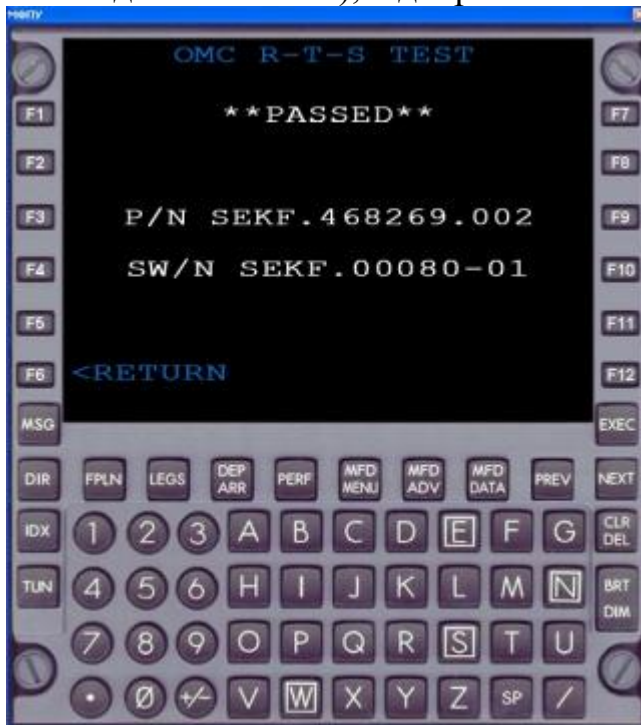 МФПУ
OMC R-T-S TEST
**PASSED**
P/N SEKF.468269.002
SW/N SEKF.00080-01
<RETURN
F1
F2
F3
F4
F5
F6
F7
F8
F9
F10
F11
F12
MSG
EXEC
DIR
FPLN
LEGS
DEP
ARR
PERF
MFD
MENU
MFD
ADV
MFD
DATA
PREV
NEXT
IDX
1 2 3 A B C D E F G
CLR
DEL
TUN
4 5 6 H I J K L M N
BRT
DIM
7 8 9 O P Q R S T U
. Ø +/- V W X Y Z SP /